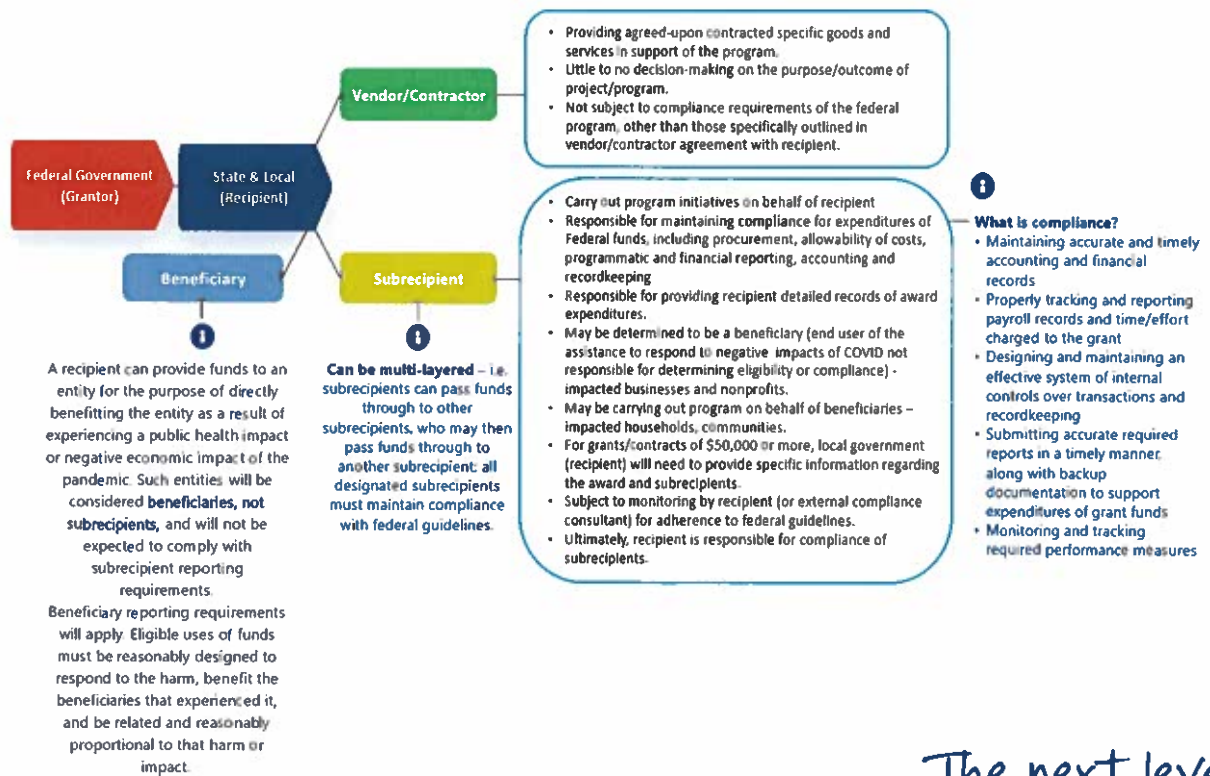 • Providing agreed-upon contracted specific goods and
services in support of the program.
• Little to no decision-making on the purpose/outcome of
project/program.
• Not subject to compliance requirements of the federal
program, other than those specifically outlined in
vendor/contractor agreement with recipient.
Vendor/Contractor
Federal Government
(Grantor)
State & Local
(Recipient)
Beneficiary
Subrecipient
• Carry out program initiatives on behalf of recipient
• Responsible for maintaining compliance for expenditures of
Federal funds, including procurement, allowability of costs,
programmatic and financial reporting, accounting and
recordkeeping
• Responsible for providing recipient detailed records of award
expenditures.
• May be determined to be a beneficiary (end user of the
assistance to respond to negative impacts of COVID not
responsible for determining eligibility or compliance) -
impacted businesses and nonprofits.
• May be carrying out program on behalf of beneficiaries –
impacted households, communities.
• For grants/contracts of $50,000 or more, local government
(recipient) will need to provide specific information regarding
the award and subrecipients.
• Subject to monitoring by recipient (or external compliance
consultant) for adherence to federal guidelines.
• Ultimately, recipient is responsible for compliance of
subrecipients.
What is compliance?
• Maintaining accurate and timely
accounting and financial
records
• Properly tracking and reporting
payroll records and time/effort
charged to the grant
• Designing and maintaining an
effective system of internal
controls over transactions and
recordkeeping
• Submitting accurate required
reports in a timely manner,
along with backup
documentation to support
expenditures of grant funds
• Monitoring and tracking
required performance measures
A recipient can provide funds to an
entity for the purpose of directly
benefitting the entity as a result of
experiencing a public health impact
or negative economic impact of the
pandemic. Such entities will be
considered beneficiaries, not
subrecipients, and will not be
expected to comply with
subrecipient reporting
requirements.
Beneficiary reporting requirements
will apply. Eligible uses of funds
must be reasonably designed to
respond to the harm, benefit the
beneficiaries that experienced it,
and be related and reasonably
proportional to that harm or
impact.
Can be multi-layered – i.e.
subrecipients can pass funds
through to other
subrecipients, who may then
pass funds through to
another subrecipient; all
designated subrecipients
must maintain compliance
with federal guidelines.
The next leve